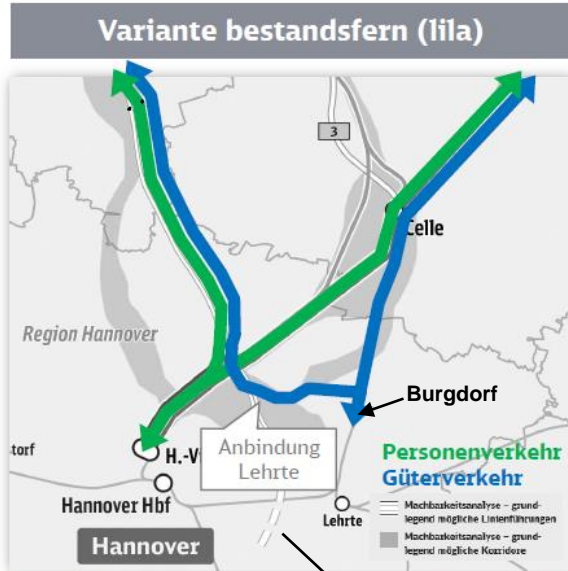 Variante bestandsfern (lila)
3
Celle
Region Hannover
Burgdorf
Anbindung
Lehrte
storf
H.-V
Personenverkehr
Güterverkehr
Hannover Hbf
Lehrte
Machbarkeitsanalyse – grund-
legend mögliche Linienführungen
Machbarkeitsanalyse – grund-
legend mögliche Korridore
Hannover